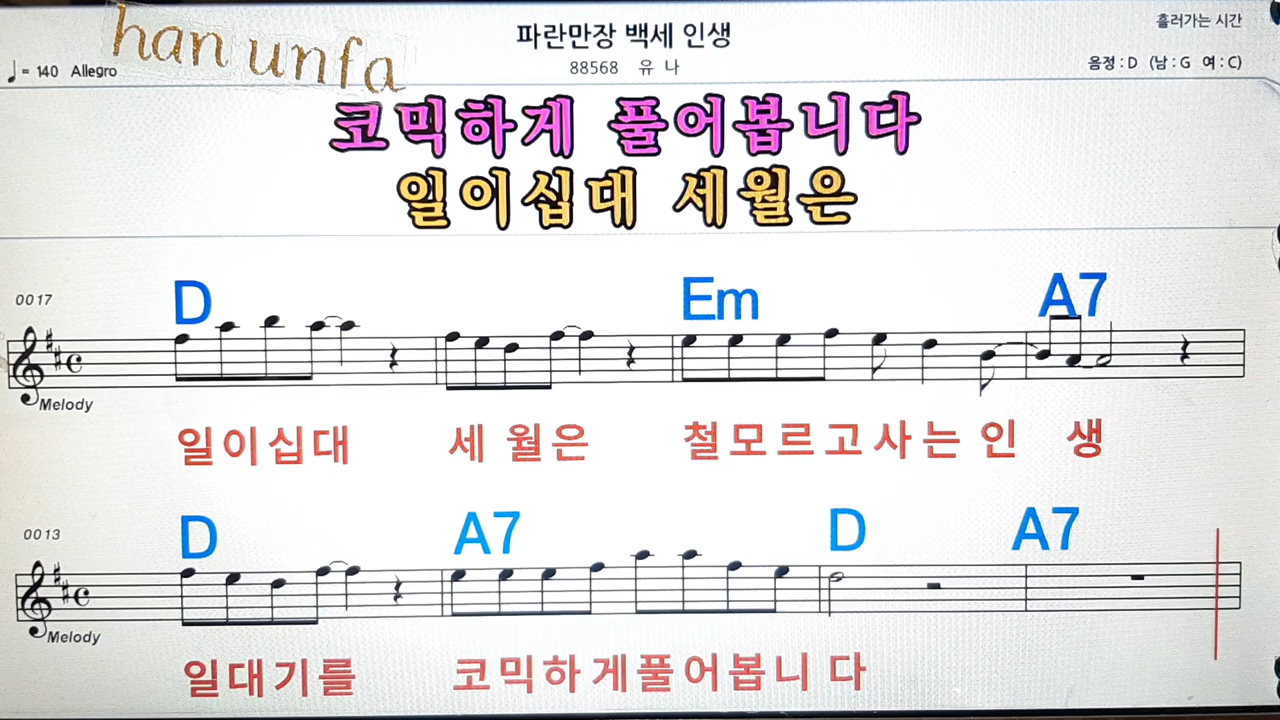 han unfa
파란만장 백세 인생
흘러가는 시간
♩= 140 Allegro
88568 유 나
음정 : D (남 : G 여 : C)
코믹하게 풀어봅니다
일이십대 세월은
D Em A7
0017
Melody
일이십대 세 월은 철모르고사는 인 생
D A7 D A7
0013
Melody
일대기를 코믹하게풀어봅니 다